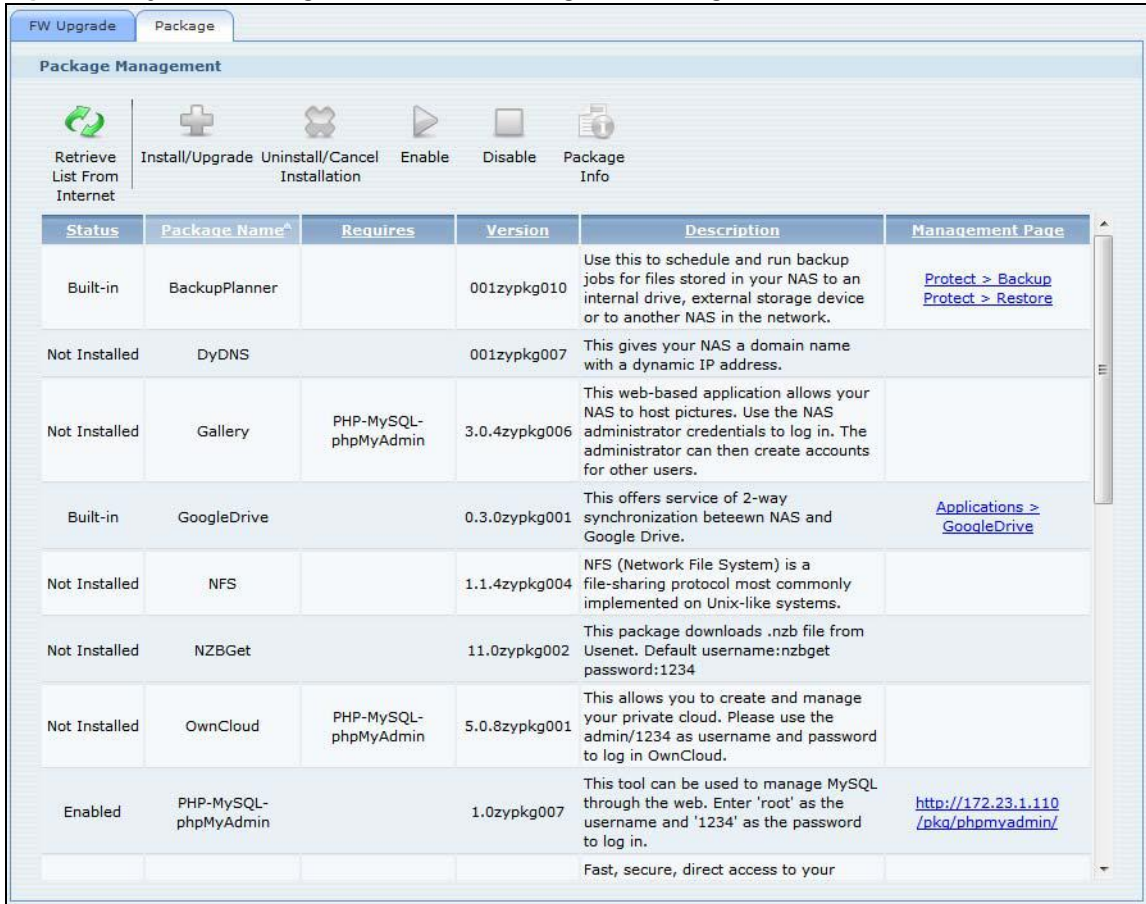 FW Upgrade
Package
Package Management
Retrieve
List From
Internet
Install/Upgrade
Uninstall/Cancel
Installation
Enable
Disable
Package
Info
Status
Package Name^
Requires
Version
Description
Management Page
Built-in
BackupPlanner
001zypkg010
Use this to schedule and run backup
jobs for files stored in your NAS to an
internal drive, external storage device
or to another NAS in the network.
Protect > Backup
Protect > Restore
Not Installed
DyDNS
001zypkg007
This gives your NAS a domain name
with a dynamic IP address.
Not Installed
Gallery
PHP-MySQL-
phpMyAdmin
3.0.4zypkg006
This web-based application allows your
NAS to host pictures. Use the NAS
administrator credentials to log in. The
administrator can then create accounts
for other users.
Built-in
GoogleDrive
0.3.0zypkg001
This offers service of 2-way
synchronization beteewn NAS and
Google Drive.
Applications >
GoogleDrive
Not Installed
NFS
1.1.4zypkg004
NFS (Network File System) is a
file-sharing protocol most commonly
implemented on Unix-like systems.
Not Installed
NZBGet
11.0zypkg002
This package downloads .nzb file from
Usenet. Default username:nzbget
password:1234
Not Installed
OwnCloud
PHP-MySQL-
phpMyAdmin
5.0.8zypkg001
This allows you to create and manage
your private cloud. Please use the
admin/1234 as username and password
to log in OwnCloud.
Enabled
PHP-MySQL-
phpMyAdmin
1.0zypkg007
This tool can be used to manage MySQL
through the web. Enter 'root' as the
username and '1234' as the password
to log in.
http://172.23.1.110
/pkg/phpmyadmin/
Fast, secure, direct access to your